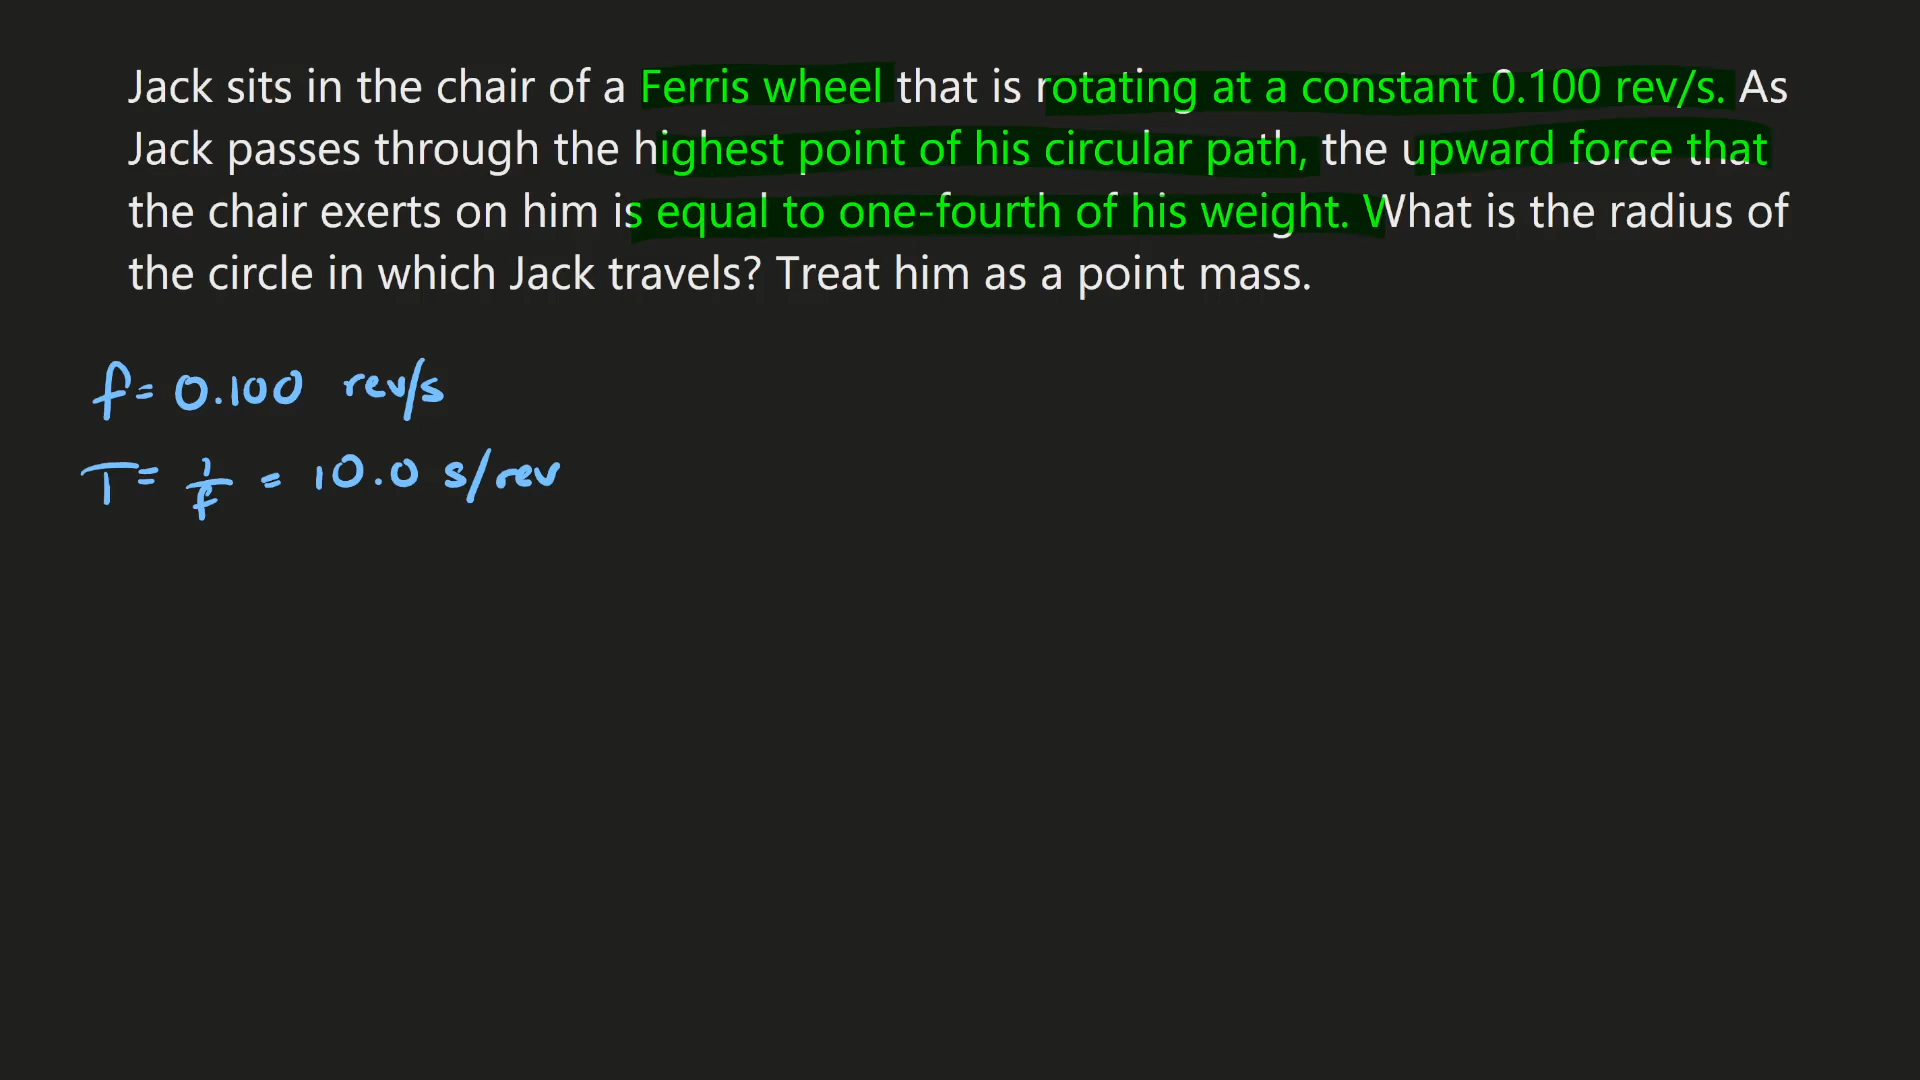 Jack sits in the chair of a Ferris wheel that is rotating at a constant 0.100 rev/s. As
Jack passes through the highest point of his circular path, the upward force that
the chair exerts on him is equal to one-fourth of his weight. What is the radius of
the circle in which Jack travels? Treat him as a point mass.
f = 0.100 rev/s
T = 1/f = 10.0 s/rev